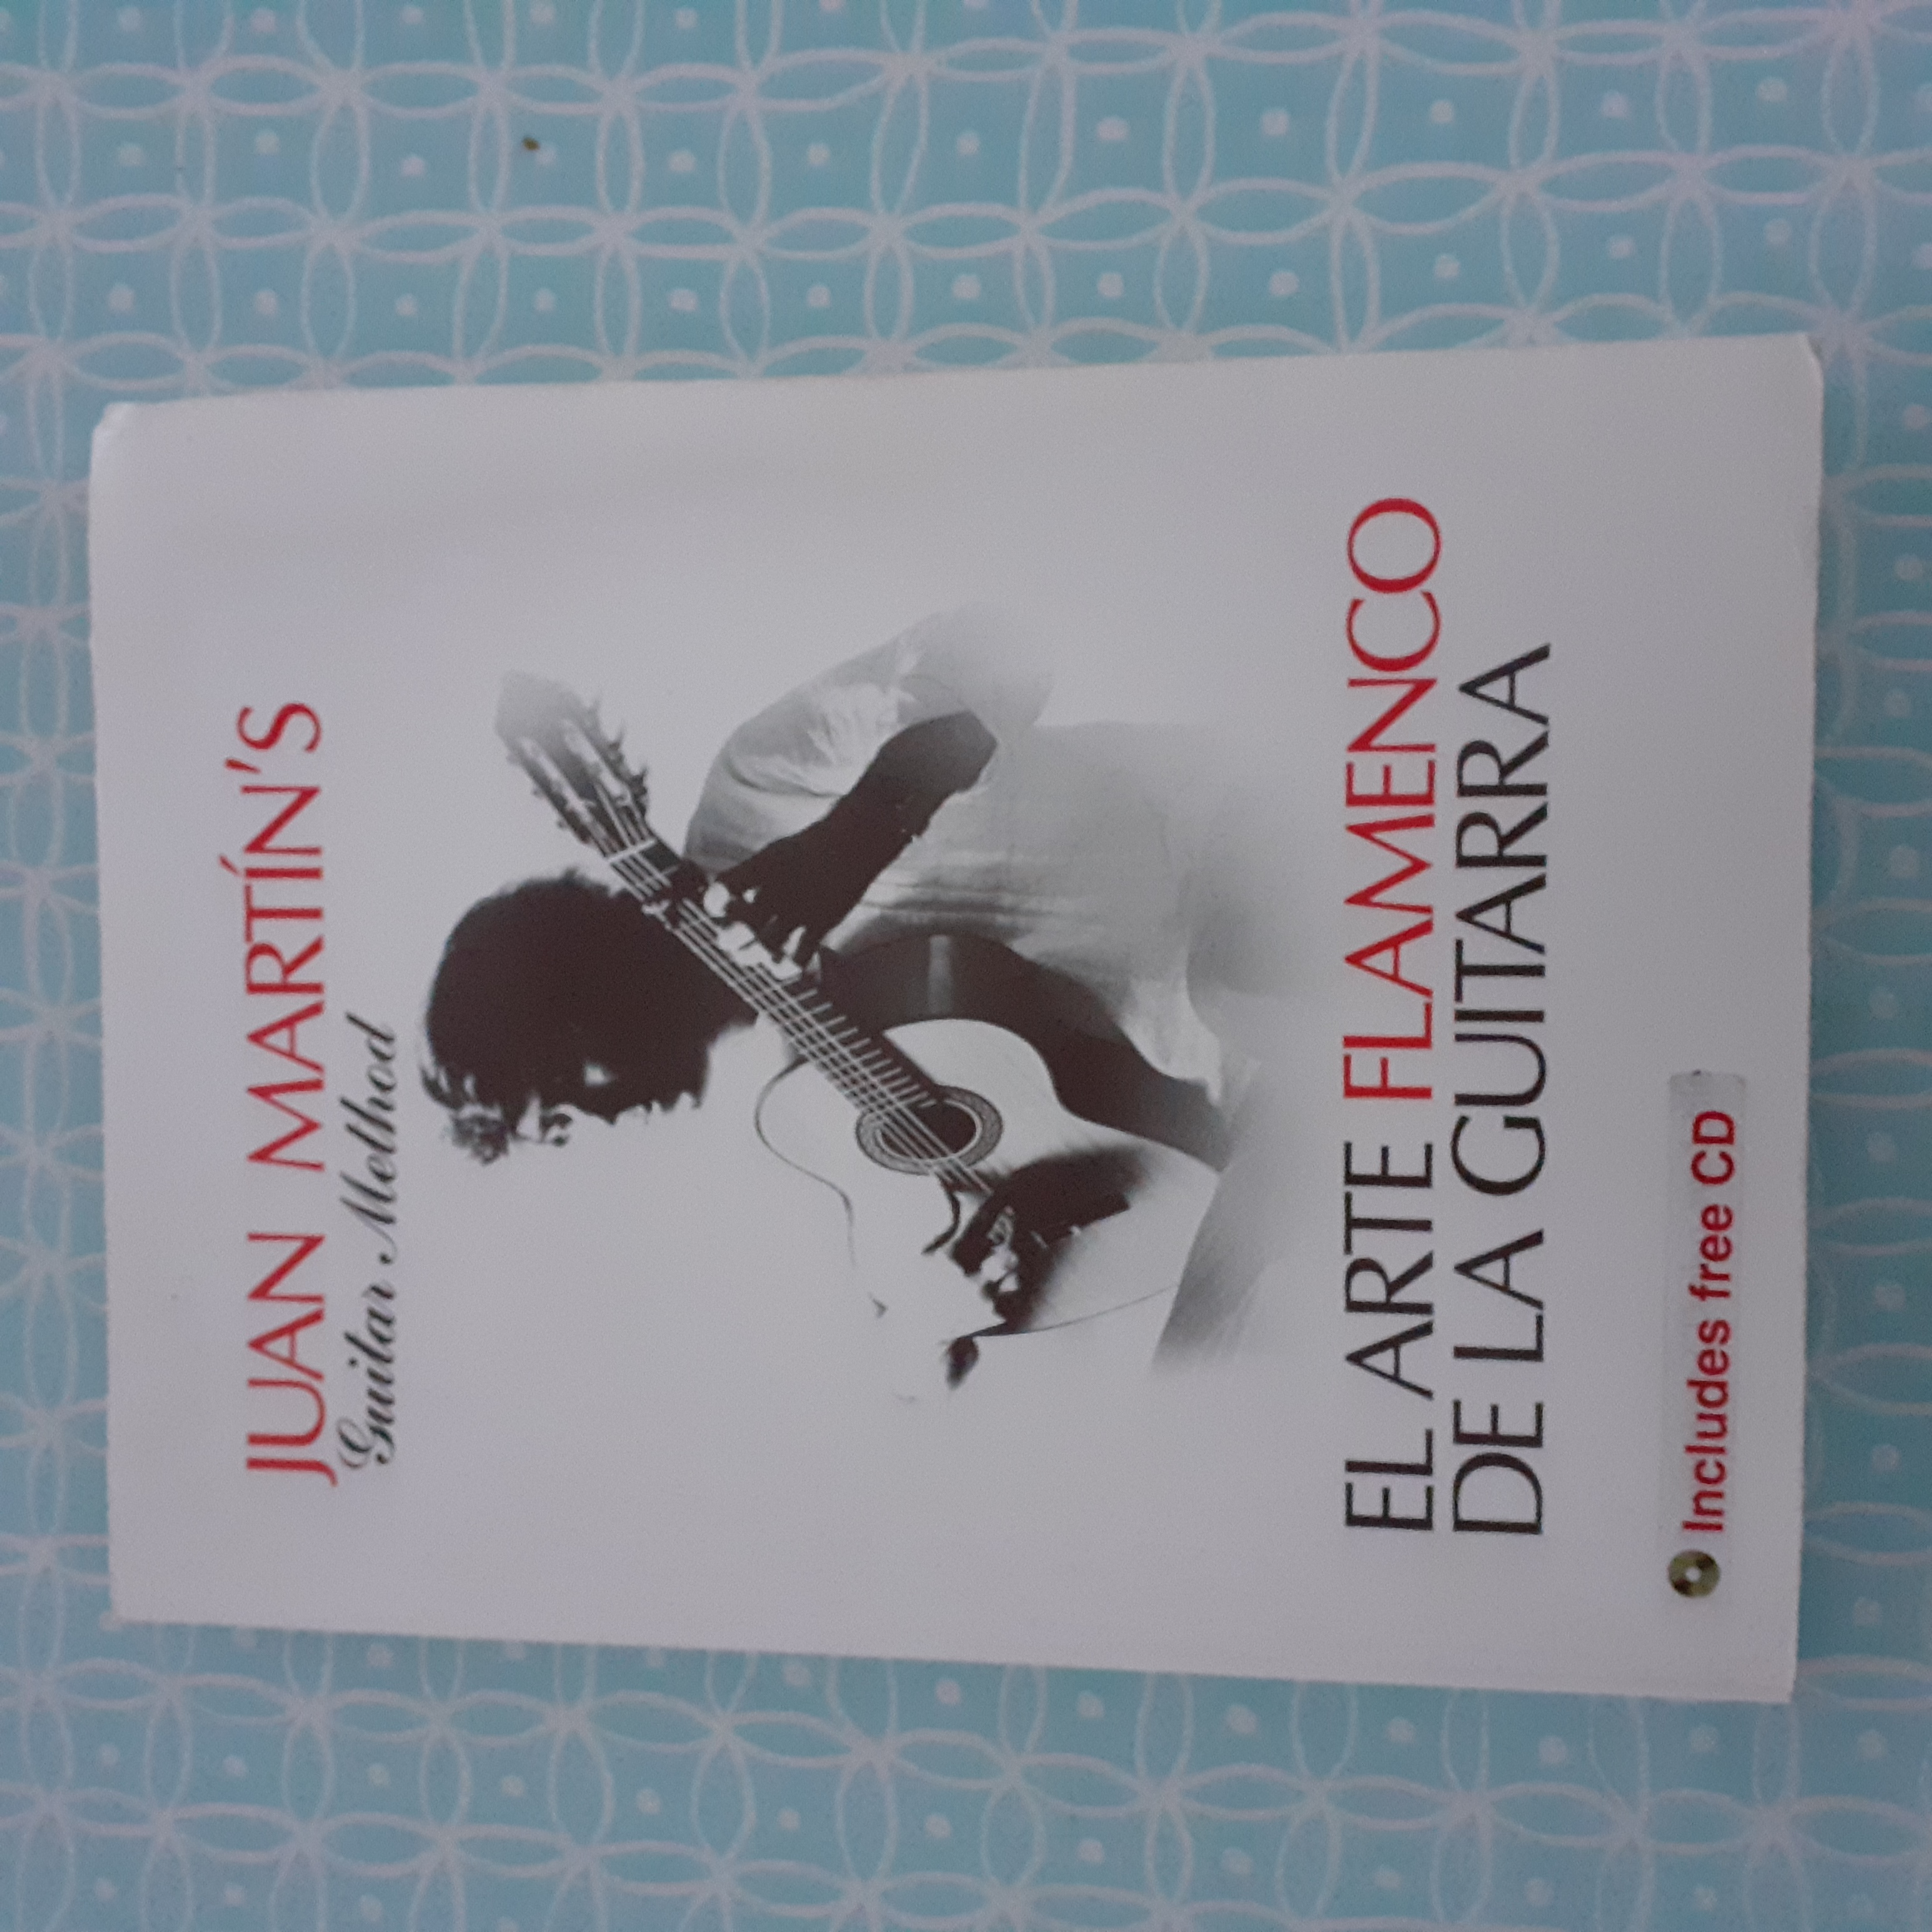 JUAN MARTÍN'S
Guitar Method
EL ARTE FLAMENCO
DE LA GUITARRA
Includes free CD